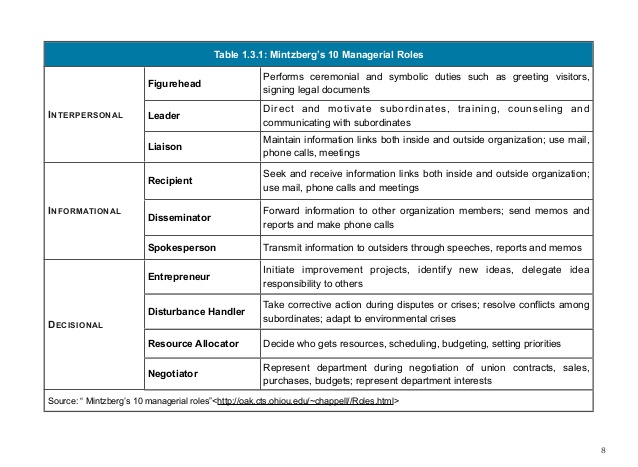 Table 1.3.1: Mintzberg's 10 Managerial Roles
INTERPERSONAL
Figurehead
Performs ceremonial and symbolic duties such as greeting visitors,
signing legal documents
Leader
Direct and motivate subordinates, training, counseling and
communicating with subordinates
Liaison
Maintain information links both inside and outside organization; use mail,
phone calls, meetings
INFORMATIONAL
Recipient
Seek and receive information links both inside and outside organization;
use mail, phone calls and meetings
Disseminator
Forward information to other organization members; send memos and
reports and make phone calls
Spokesperson
Transmit information to outsiders through speeches, reports and memos
DECISIONAL
Entrepreneur
Initiate improvement projects, identify new ideas, delegate idea
responsibility to others
Disturbance Handler
Take corrective action during disputes or crises; resolve conflicts among
subordinates; adapt to environmental crises
Resource Allocator
Decide who gets resources, scheduling, budgeting, setting priorities
Negotiator
Represent department during negotiation of union contracts, sales,
purchases, budgets; represent department interests
Source: “ Mintzberg's 10 managerial roles”<http://oak.cts.ohiou.edu/~chappell/Roles.html>
8